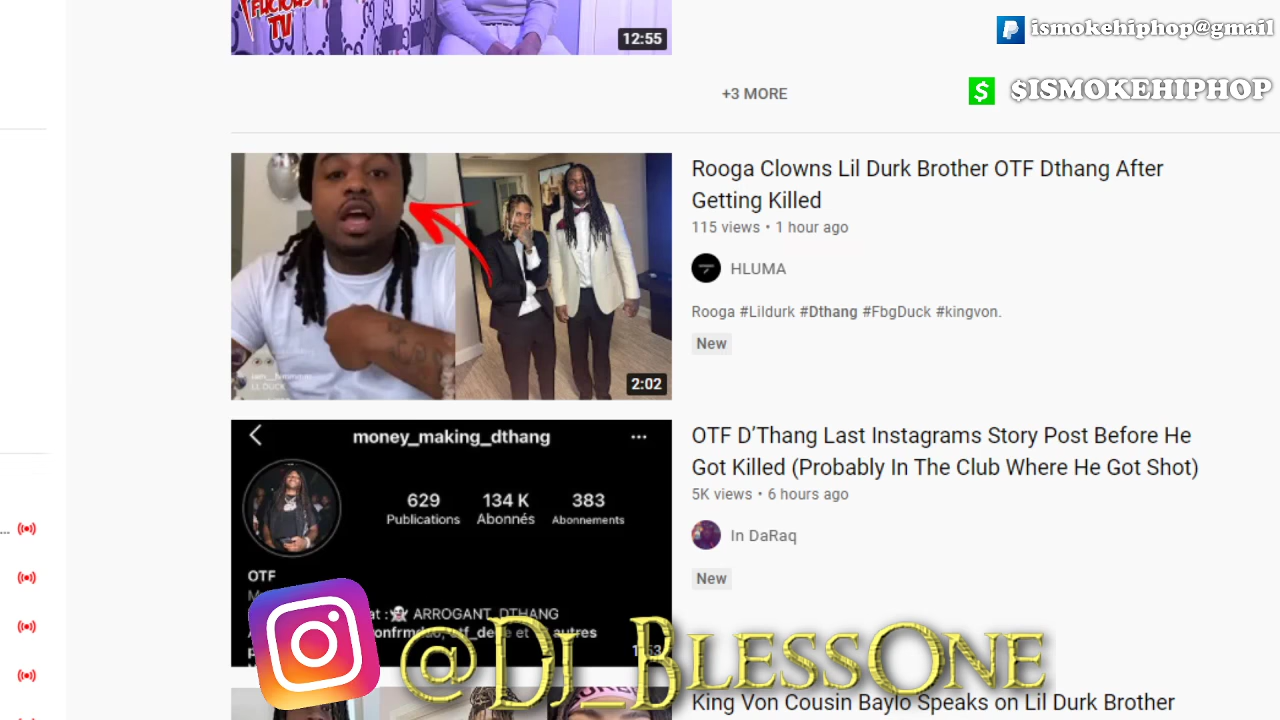 TV
12:55
ismokehiphop@gmail
+3 MORE
$ $ISMOKEHIPHOP
Rooga Clowns Lil Durk Brother OTF Dthang After
Getting Killed
115 views • 1 hour ago
HLUMA
Rooga #Lildurk #Dthang #FbgDuck #kingvon.
New
LIL DUCK
2:02
money_making_dthang
629 134 K 383
Publications Abonnés Abonnements
OTF
ARROGANT_DTHANG
autres
OTF D'Thang Last Instagrams Story Post Before He
Got Killed (Probably In The Club Where He Got Shot)
5K views • 6 hours ago
In DaRaq
New
@Dj_BlessOne
King Von Cousin Baylo Speaks on Lil Durk Brother